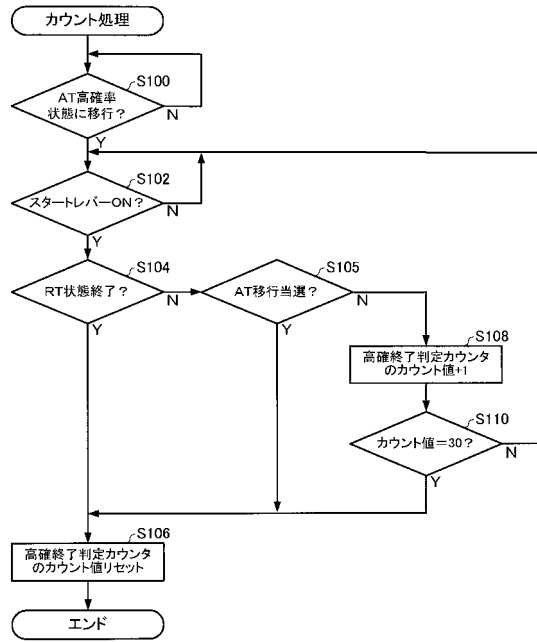 カウント処理
S100
AT高確率
状態に移行？
N
Y
S102
スタートレバーON？
N
Y
S104
RT状態終了？
N
Y
S105
AT移行当選？
N
Y
S108
高確終了判定カウンタ
のカウント値+1
S110
カウント値＝30？
N
Y
S106
高確終了判定カウンタ
のカウント値リセット
エンド